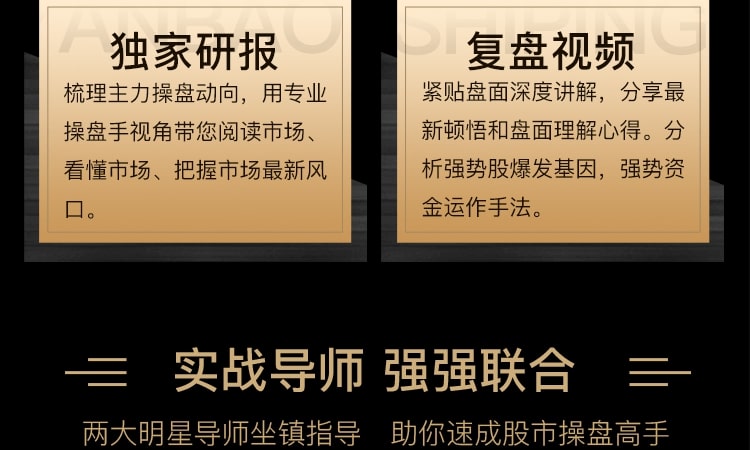 ANBAO
独家研报
梳理主力操盘动向，用专业
操盘手视角带您阅读市场、
看懂市场、把握市场最新风
口。
SHIPING
复盘视频
紧贴盘面深度讲解，分享最
新顿悟和盘面理解心得。分
析强势股爆发基因，强势资
金运作手法。
实战导师 强强联合
两大明星导师坐镇指导 助你速成股市操盘高手